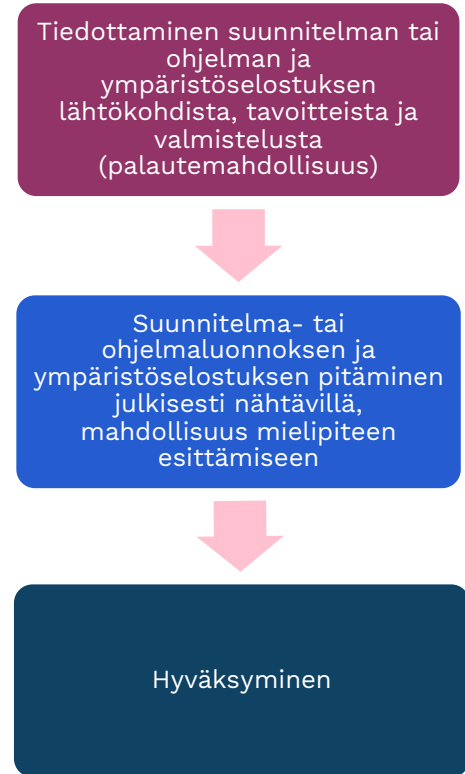 Tiedottaminen suunnitelman tai
ohjelman ja
ympäristöselostuksen
lähtökohdista, tavoitteista ja
valmistelusta
(palautemahdollisuus)
Suunnitelma- tai
ohjelmaluonnoksen ja
ympäristöselostuksen pitäminen
julkisesti nähtävillä,
mahdollisuus mielipiteen
esittämiseen
Hyväksyminen